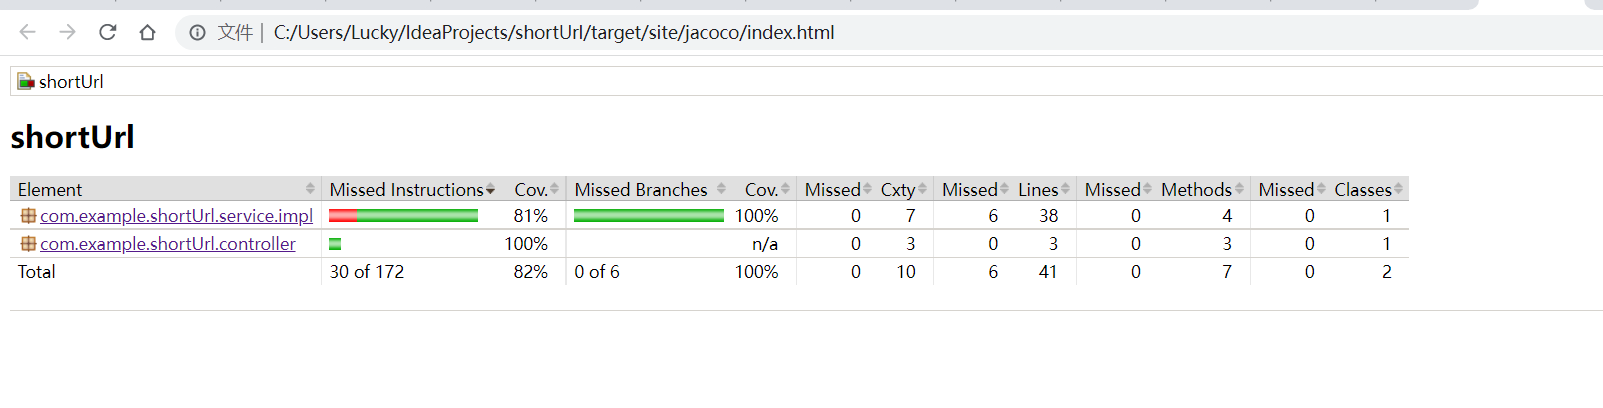 文件 | C:/Users/Lucky/IdeaProjects/shortUrl/target/site/jacoco/index.html
shortUrl
shortUrl
Element Missed Instructions Cov. Missed Branches Cov. Missed Cxty Missed Lines Missed Methods Missed Classes
com.example.shortUrl.service.impl 81% 100% 0 7 6 38 0 4 0 1
com.example.shortUrl.controller 100% n/a 0 3 0 3 0 3 0 1
Total 30 of 172 82% 0 of 6 100% 0 10 6 41 0 7 0 2